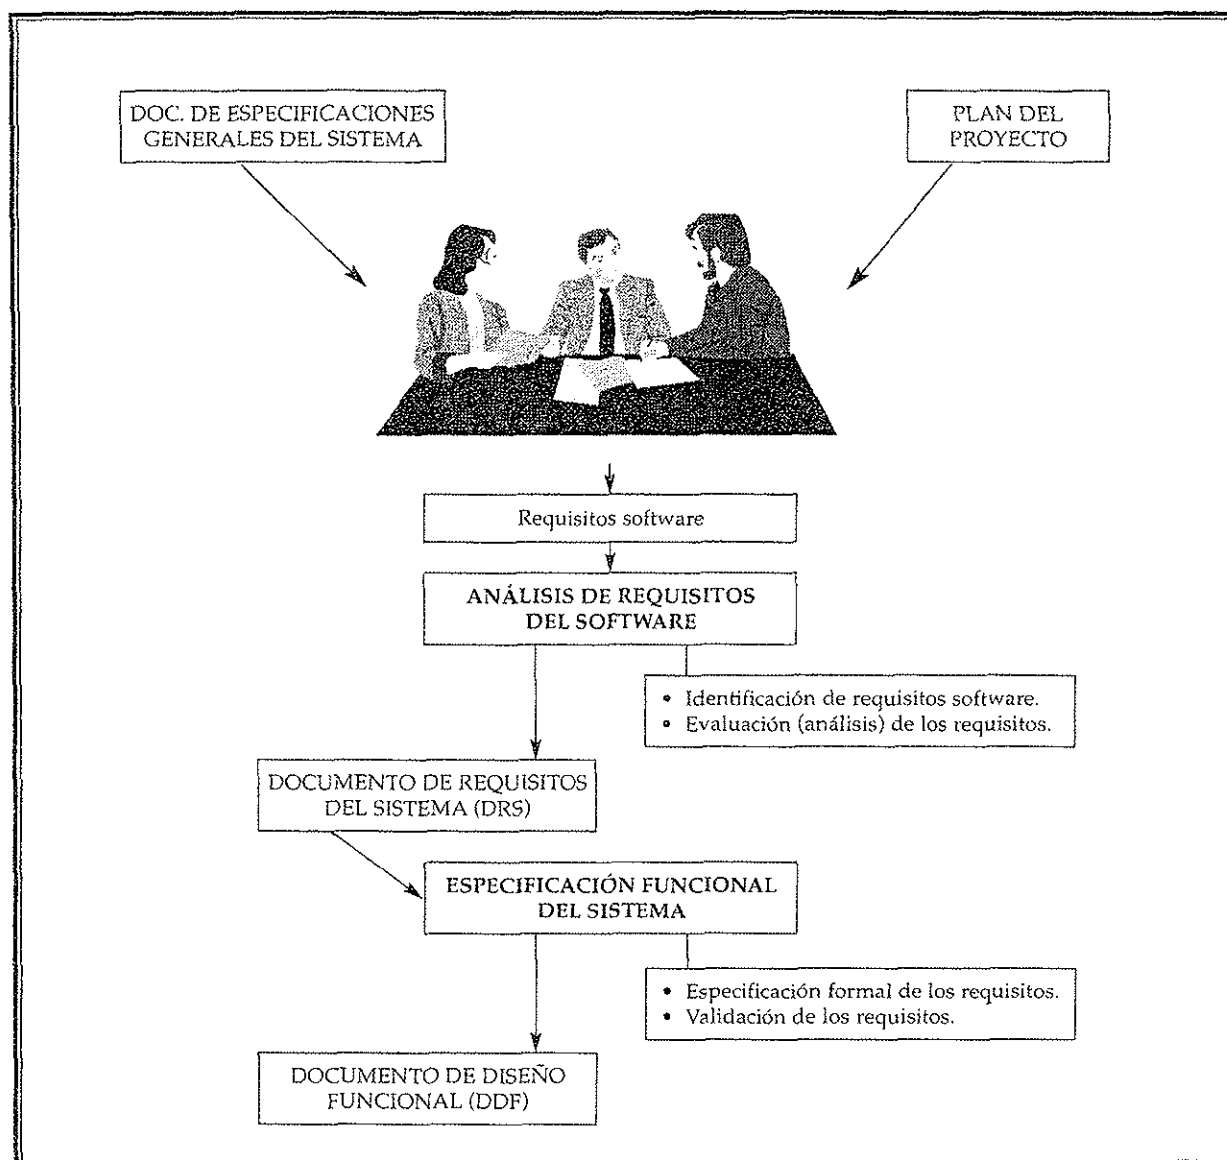 DOC. DE ESPECIFICACIONES
GENERALES DEL SISTEMA
PLAN DEL
PROYECTO
Requisitos software
ANÁLISIS DE REQUISITOS
DEL SOFTWARE
• Identificación de requisitos software.
• Evaluación (análisis) de los requisitos.
DOCUMENTO DE REQUISITOS
DEL SISTEMA (DRS)
ESPECIFICACIÓN FUNCIONAL
DEL SISTEMA
• Especificación formal de los requisitos.
• Validación de los requisitos.
DOCUMENTO DE DISEÑO
FUNCIONAL (DDF)